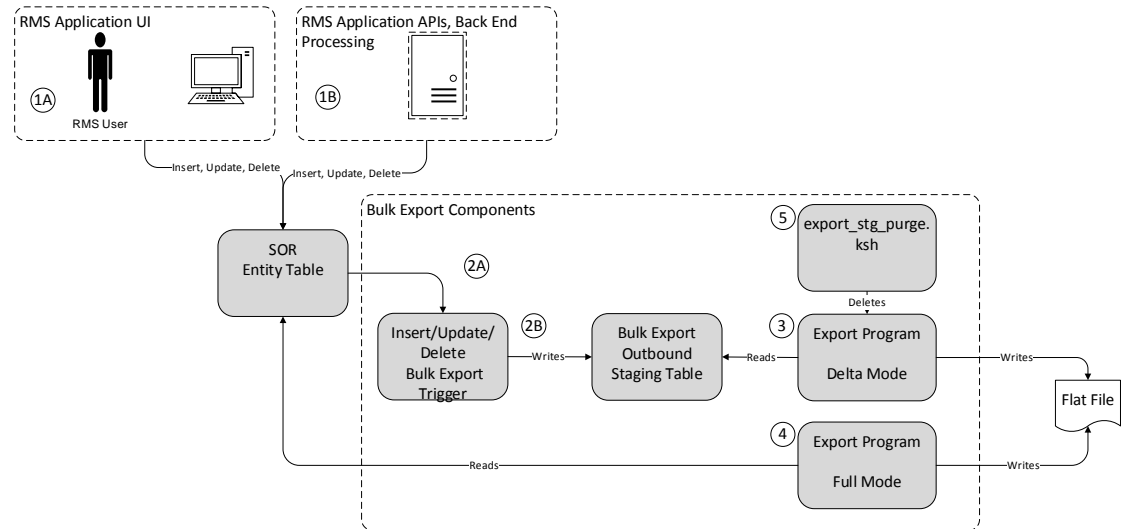 RMS Application UI
1A
RMS User
RMS Application APIs, Back End
Processing
1B
Insert, Update, Delete
Insert, Update, Delete
Bulk Export Components
SOR
Entity Table
2A
5
export_stg_purge.
ksh
Deletes
Insert/Update/
Delete
Bulk Export
Trigger
2B
Writes
Bulk Export
Outbound
Staging Table
Reads
3
Export Program
Delta Mode
Writes
Flat File
4
Export Program
Full Mode
Reads
Writes